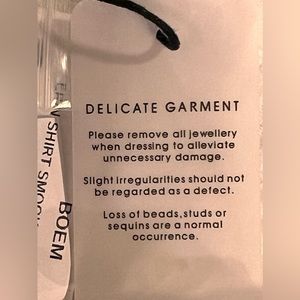 DELICATE GARMENT
Please remove all jewellery
when dressing to alleviate
unnecessary damage.
Slight irregularities should not
be regarded as a defect.
Loss of beads,studs or
sequins are a normal
occurrence.
SHIRT
BOEM